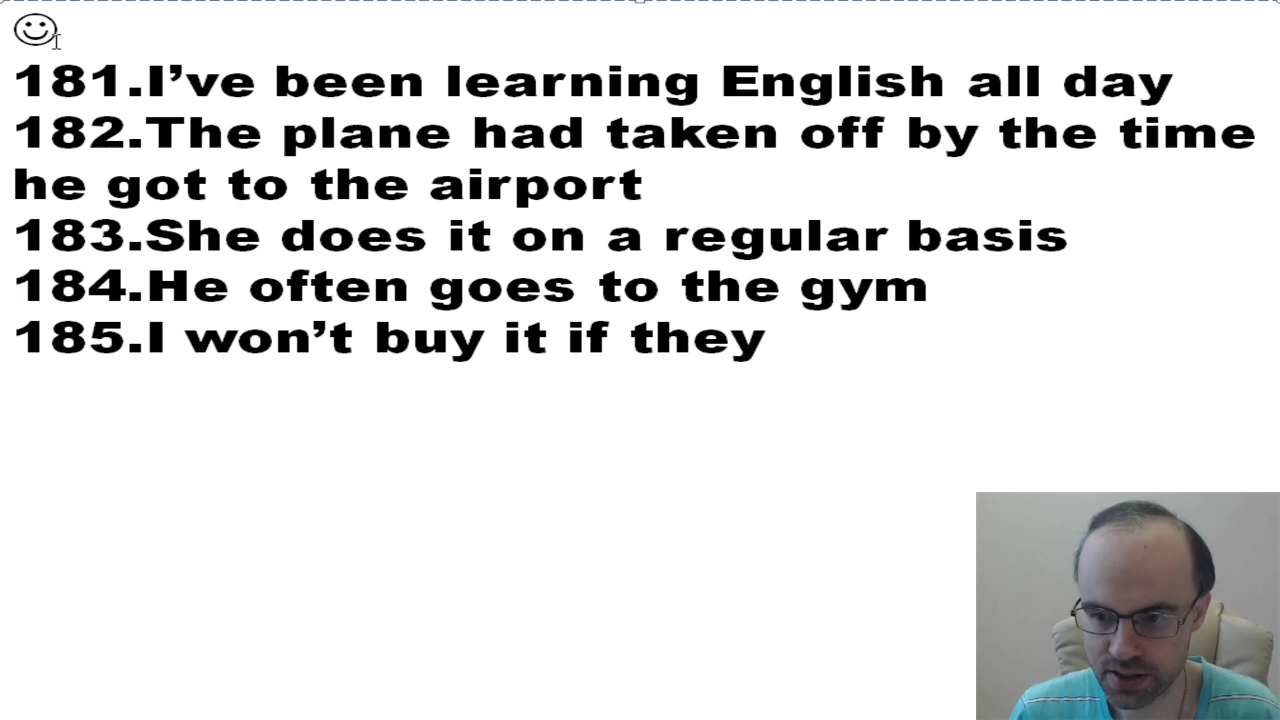 181.I’ve been learning English all day
182.The plane had taken off by the time
he got to the airport
183.She does it on a regular basis
184.He often goes to the gym
185.I won’t buy it if they